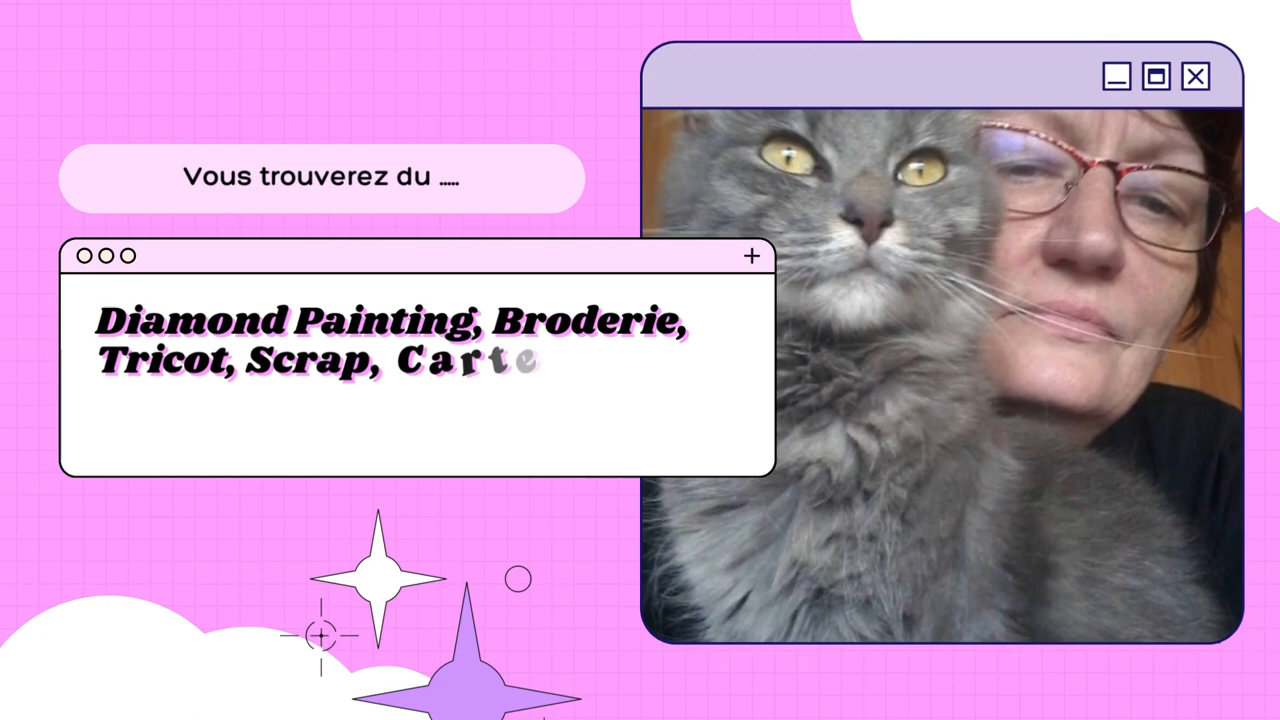 Vous trouverez du .....
Diamond Painting, Broderie,
Tricot, Scrap, Carte